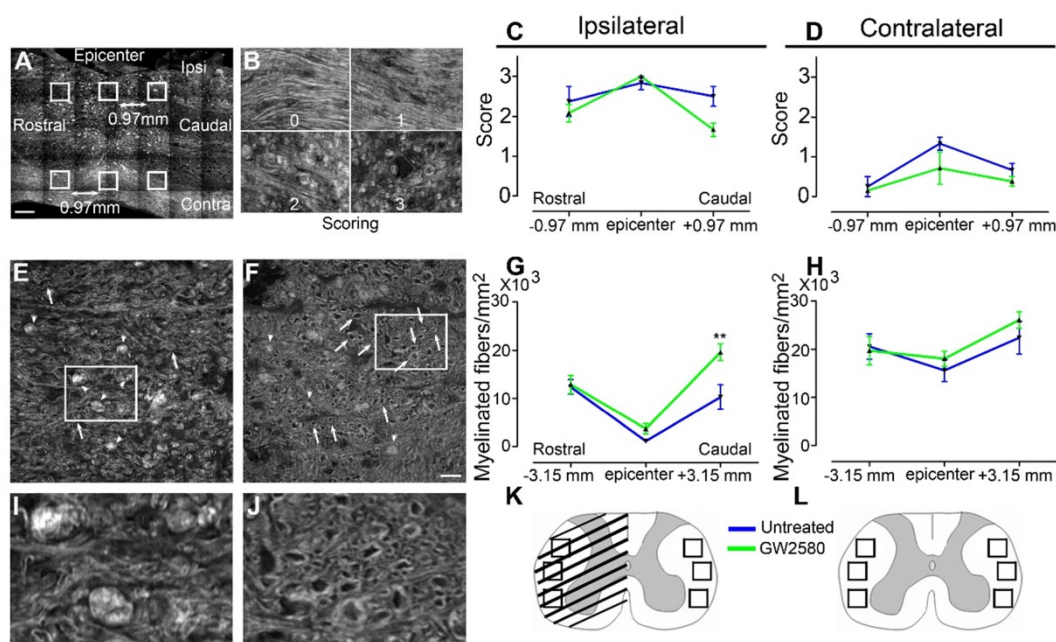 Ipsilateral
Contralateral
A
Epicenter
Ipsi
0.97mm
Rostral
Caudal
0.97mm
Contra
B
0
1
2
3
Scoring
C
Score
3
2
1
0
Rostral
Caudal
-0.97 mm
epicenter
+0.97 mm
D
Score
3
2
1
0
-0.97 mm
epicenter
+0.97 mm
E
F
G
Myelinated fibers/mm2
X10 3
30
20
10
0
**
Rostral
Caudal
-3.15 mm
epicenter
+3.15 mm
H
Myelinated fibers/mm2
X10 3
30
20
10
0
-3.15 mm
epicenter
+3.15 mm
I
J
K
Untreated
GW2580
L